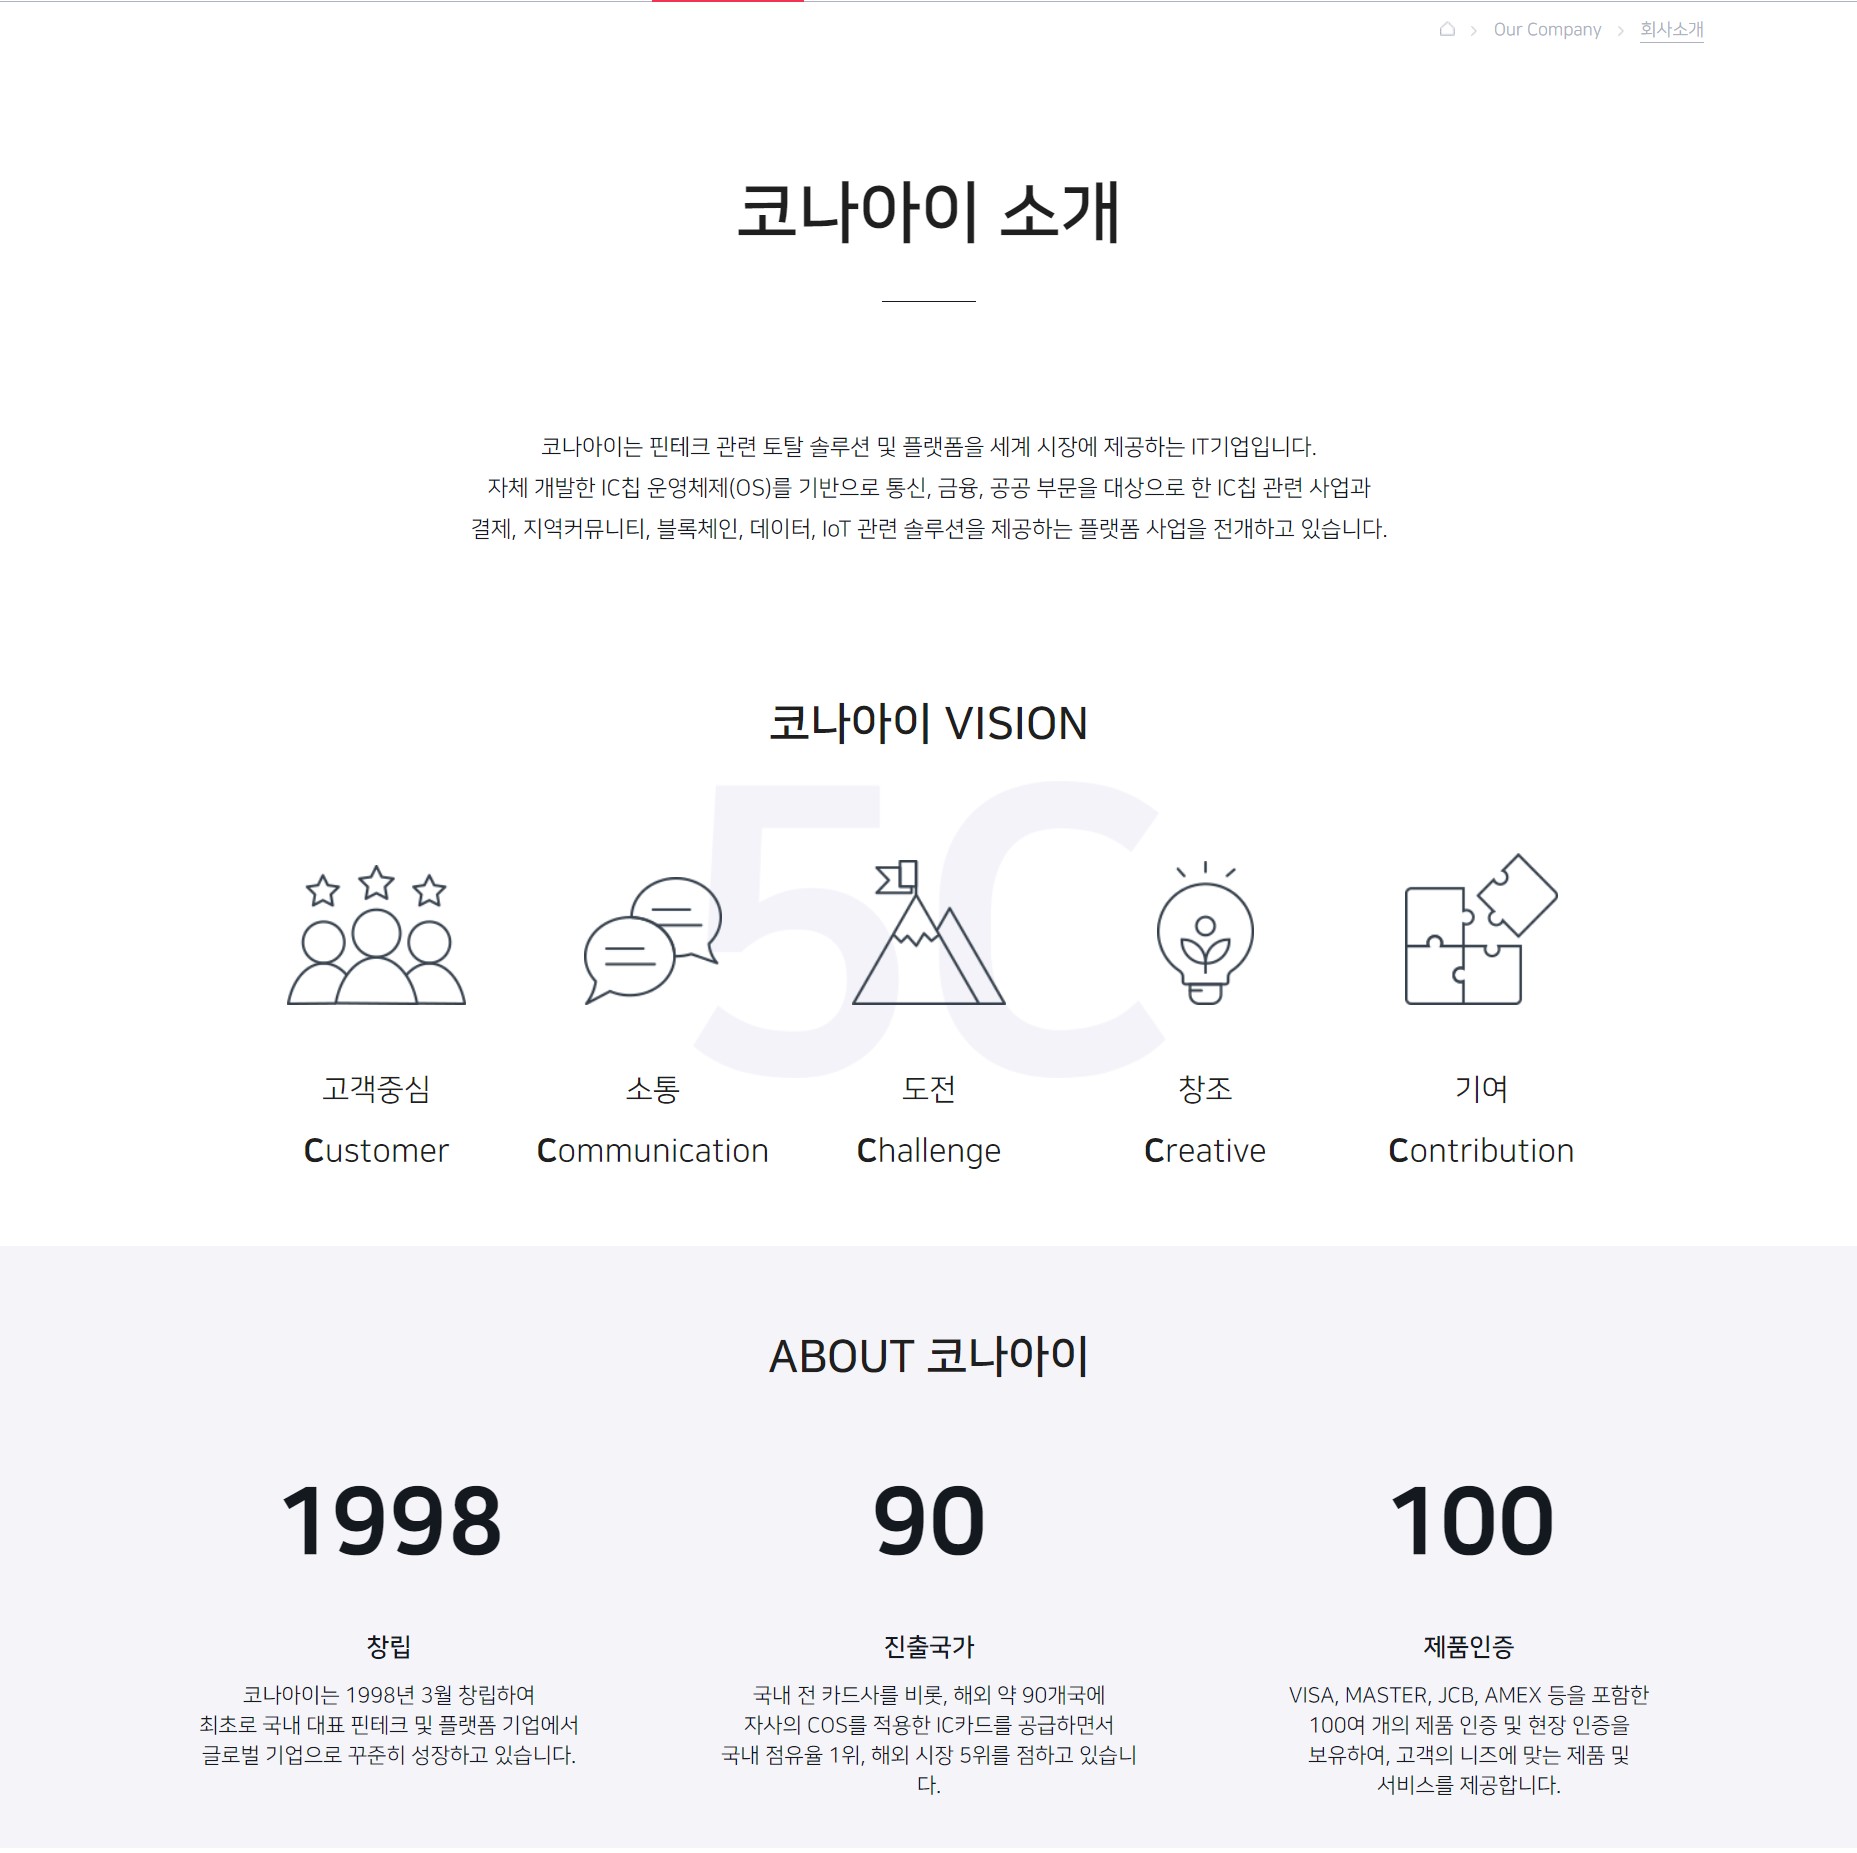 Our Company
회사소개
코나아이 소개
코나아이는 핀테크 관련 토탈 솔루션 및 플랫폼을 세계 시장에 제공하는 IT기업입니다.
자체 개발한 IC칩 운영체제(OS)를 기반으로 통신, 금융, 공공 부문을 대상으로 한 IC칩 관련 사업과
결제, 지역커뮤니티, 블록체인, 데이터, IoT 관련 솔루션을 제공하는 플랫폼 사업을 전개하고 있습니다.
코나아이 VISION
5C
고객중심
Customer
소통
Communication
도전
Challenge
창조
Creative
기여
Contribution
ABOUT 코나아이
1998
창립
코나아이는 1998년 3월 창립하여
최초로 국내 대표 핀테크 및 플랫폼 기업에서
글로벌 기업으로 꾸준히 성장하고 있습니다.
90
진출국가
국내 전 카드사를 비롯, 해외 약 90개국에
자사의 COS를 적용한 IC카드를 공급하면서
국내 점유율 1위, 해외 시장 5위를 점하고 있습니
다.
100
제품인증
VISA, MASTER, JCB, AMEX 등을 포함한
100여 개의 제품 인증 및 현장 인증을
보유하여, 고객의 니즈에 맞는 제품 및
서비스를 제공합니다.